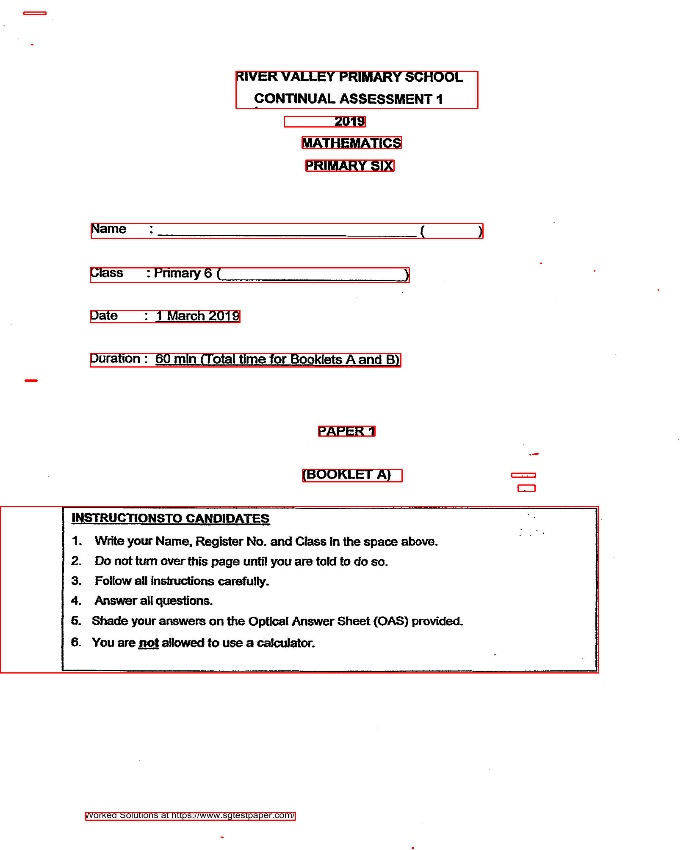 RIVER VALLEY PRIMARY SCHOOL
CONTINUAL ASSESSMENT 1
2019
MATHEMATICS
PRIMARY SIX
Name : ______________________ ( )
Class : Primary 6 (______________________)
Date : 1 March 2019
Duration : 60 min (Total time for Booklets A and B)
PAPER 1
(BOOKLET A)
INSTRUCTIONSTO CANDIDATES
1. Write your Name, Register No. and Class in the space above.
2. Do not turn over this page until you are told to do so.
3. Follow all instructions carefully.
4. Answer all questions.
5. Shade your answers on the Optical Answer Sheet (OAS) provided.
6. You are not allowed to use a calculator.
Worked Solutions at https://www.sgtestpaper.com/